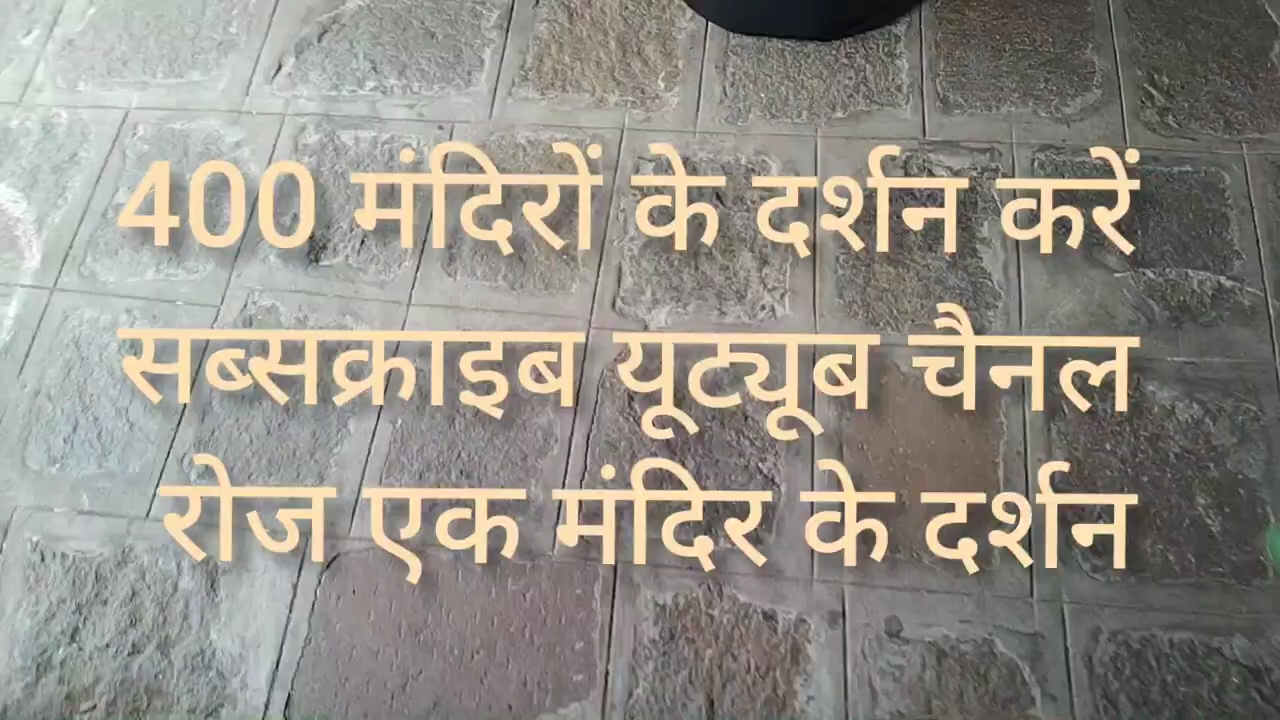 400 मंदिरों के दर्शन करें
सब्सक्राइब यूट्यूब चैनल
रोज एक मंदिर के दर्शन